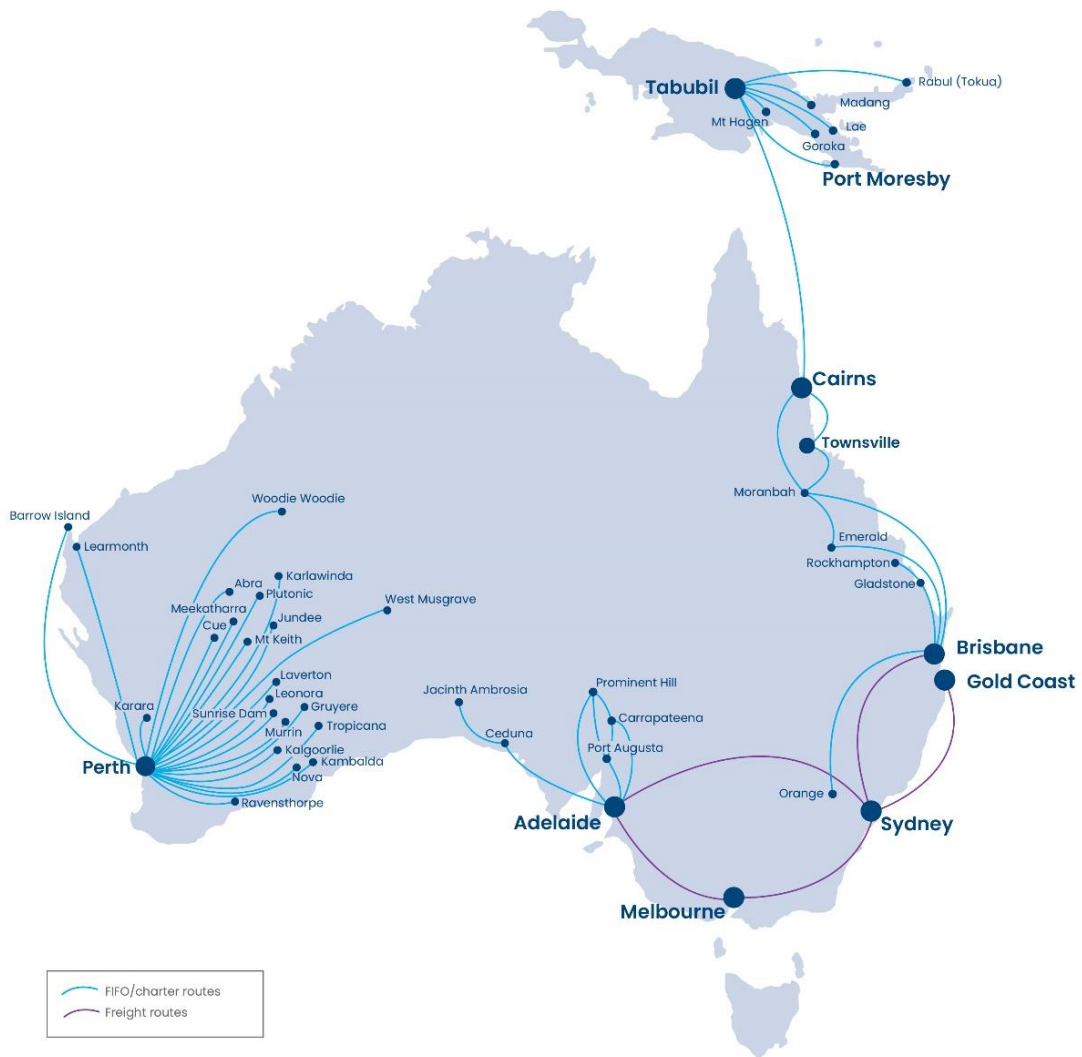 Tabubil
Rabul (Tokua)
Madang
Mt Hagen
Lae
Goroka
Port Moresby
Cairns
Townsville
Moranbah
Woodie Woodie
Barrow Island
Learmonth
Emerald
Rockhampton
Gladstone
Karlawinda
Abra
Plutonic
West Musgrave
Meekatharra
Jundee
Cue
Mt Keith
Brisbane
Gold Coast
Laverton
Prominent Hill
Jacinth Ambrosia
Leonora
Karara
Gruyere
Sunrise Dam
Carrapateena
Tropicana
Murrin
Ceduna
Port Augusta
Kalgoorlie
Perth
Kambalda
Nova
Orange
Ravensthorpe
Adelaide
Sydney
Melbourne
FIFO/charter routes
Freight routes